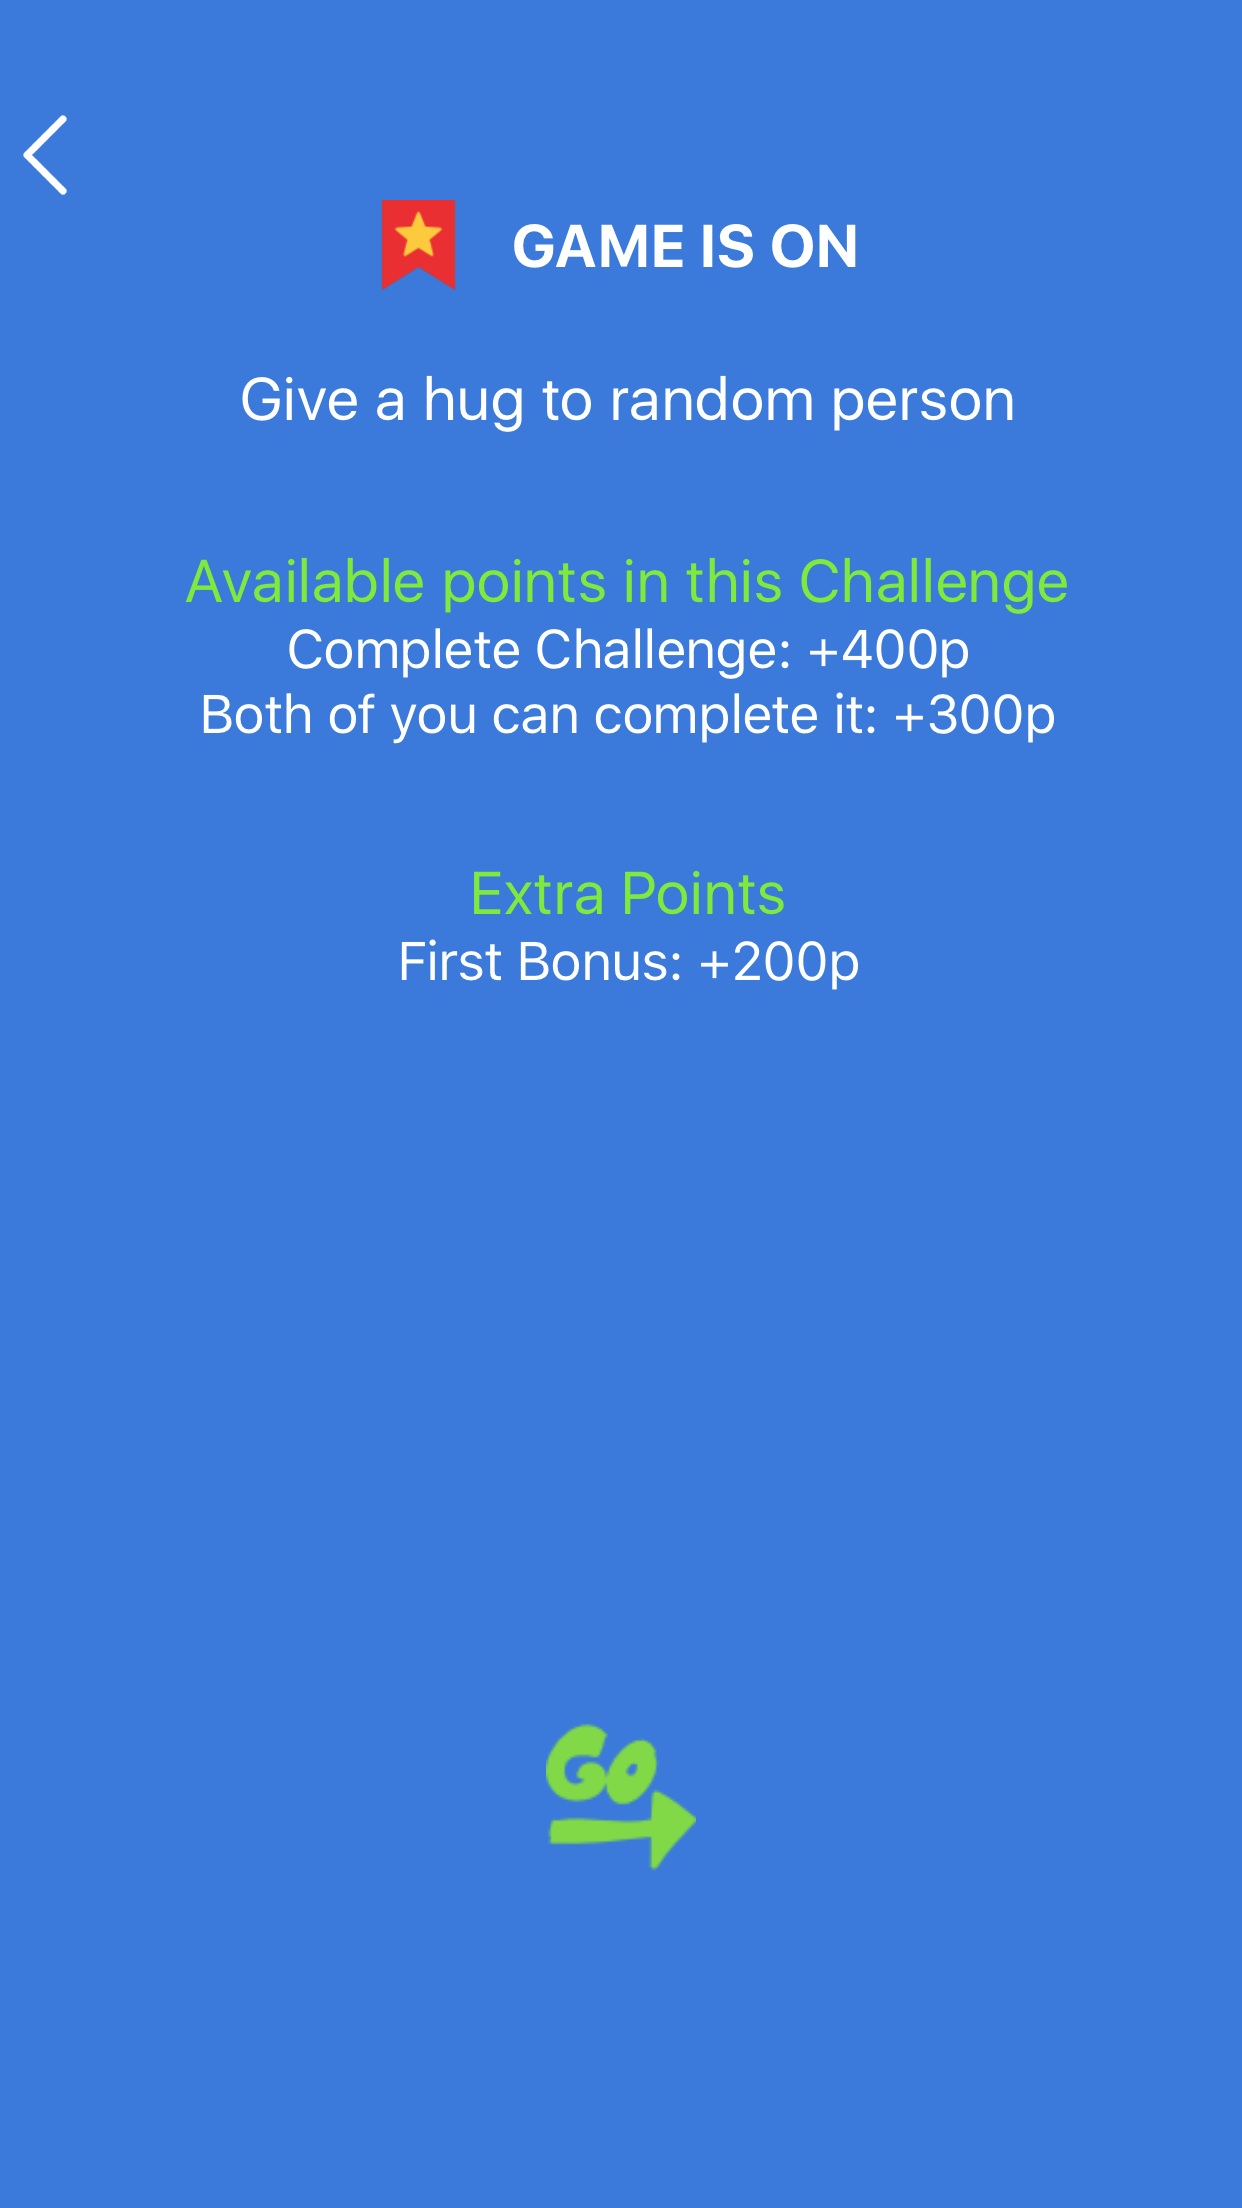 GAME IS ON
Give a hug to random person
Available points in this Challenge
Complete Challenge: +400p
Both of you can complete it: +300p
Extra Points
First Bonus: +200p
GO